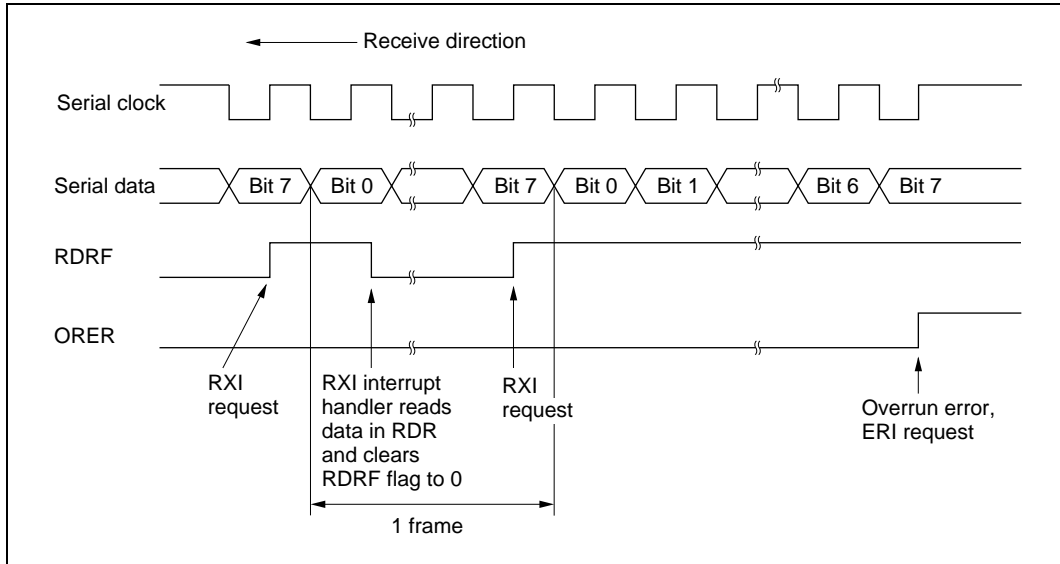 Receive direction
Serial clock
Serial data
Bit 7
Bit 0
Bit 7
Bit 0
Bit 1
Bit 6
Bit 7
RDRF
ORER
RXI
request
RXI interrupt
handler reads
data in RDR
and clears
RDRF flag to 0
RXI
request
Overrun error,
ERI request
1 frame